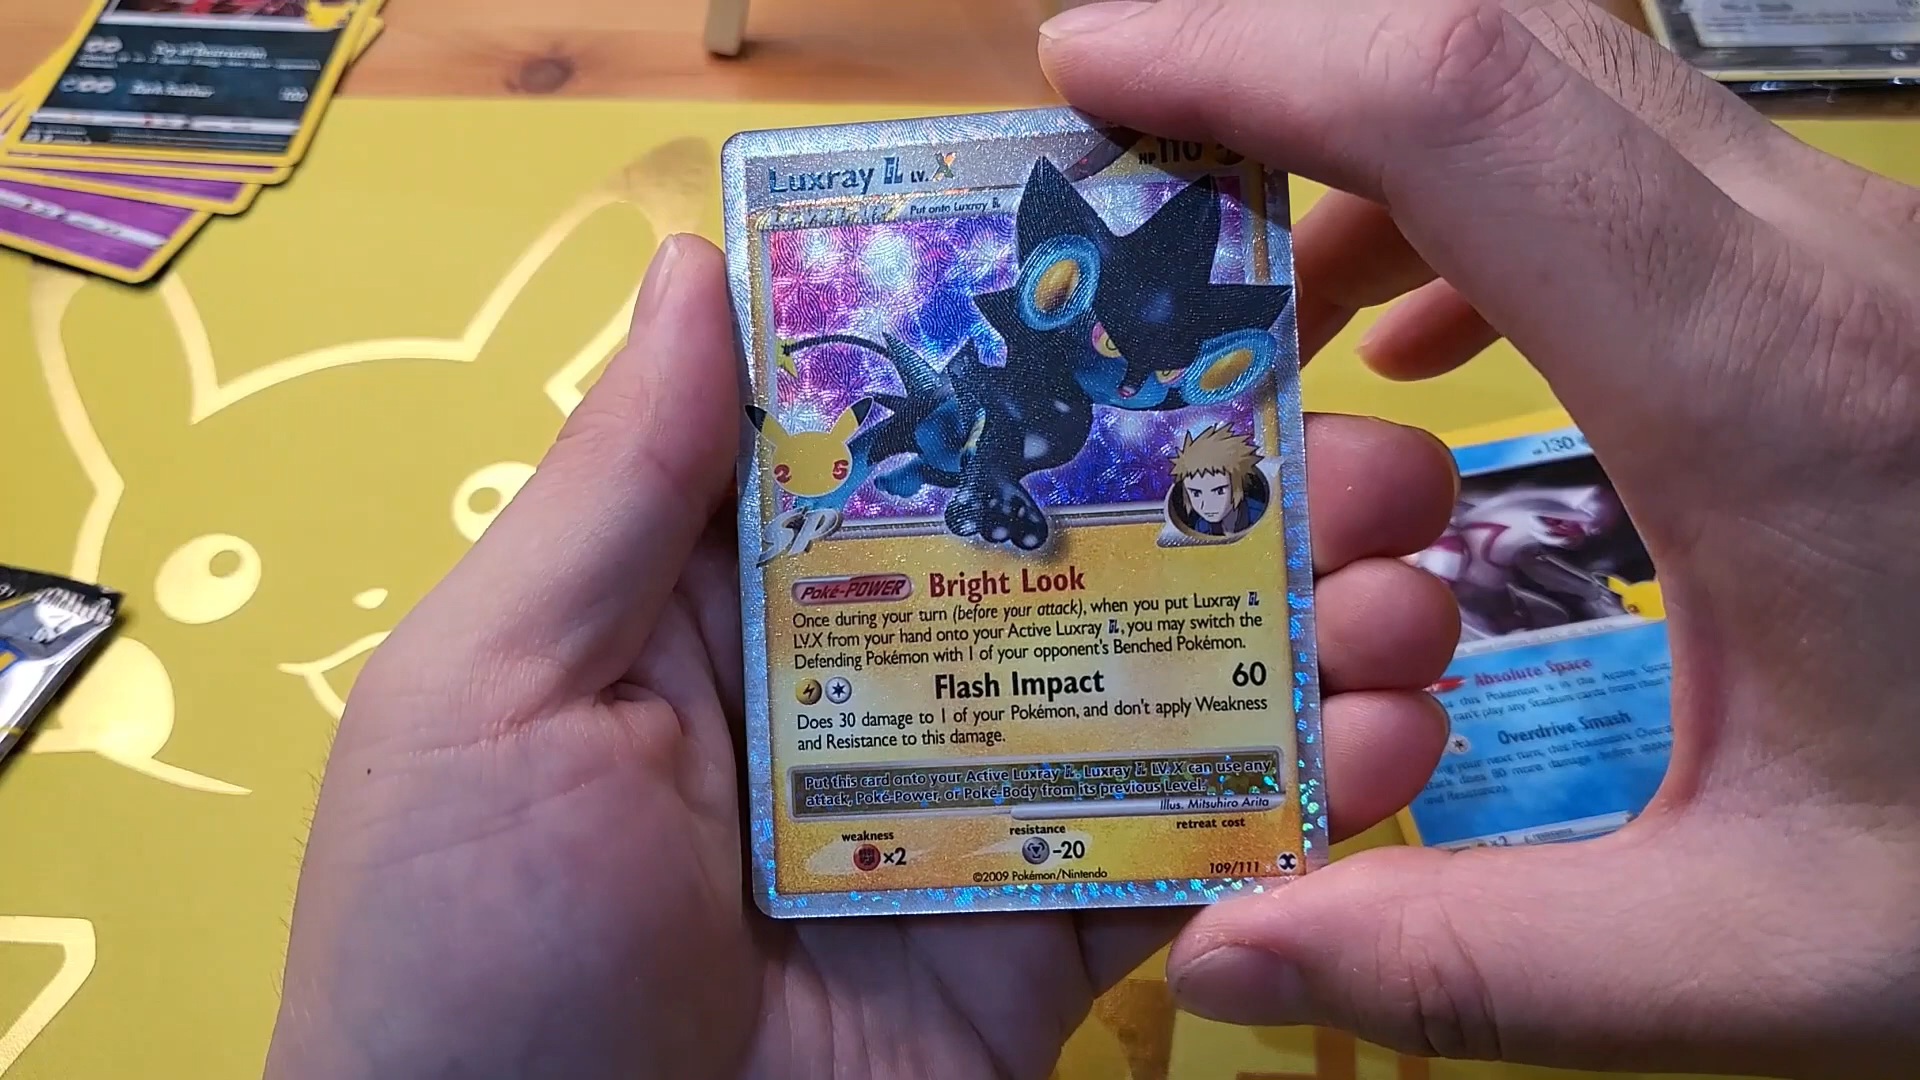 Luxray GL LV.X
HP 110
Put onto Luxray GL
25
SP
Poké-POWER Bright Look
Once during your turn (before your attack), when you put Luxray GL
LV.X from your hand onto your Active Luxray GL, you may switch the
Defending Pokémon with 1 of your opponent's Benched Pokémon.
Flash Impact 60
Does 30 damage to 1 of your Pokémon, and don't apply Weakness
and Resistance to this damage.
Put this card onto your Active Luxray GL. Luxray GL LV.X can use any
attack, Poké-Power, or Poké-Body from its previous Level.
Illus. Mitsuhiro Arita
weakness
×2
resistance
-20
retreat cost
©2009 Pokémon/Nintendo
109/111
130
Absolute Space
Overdrive Smash